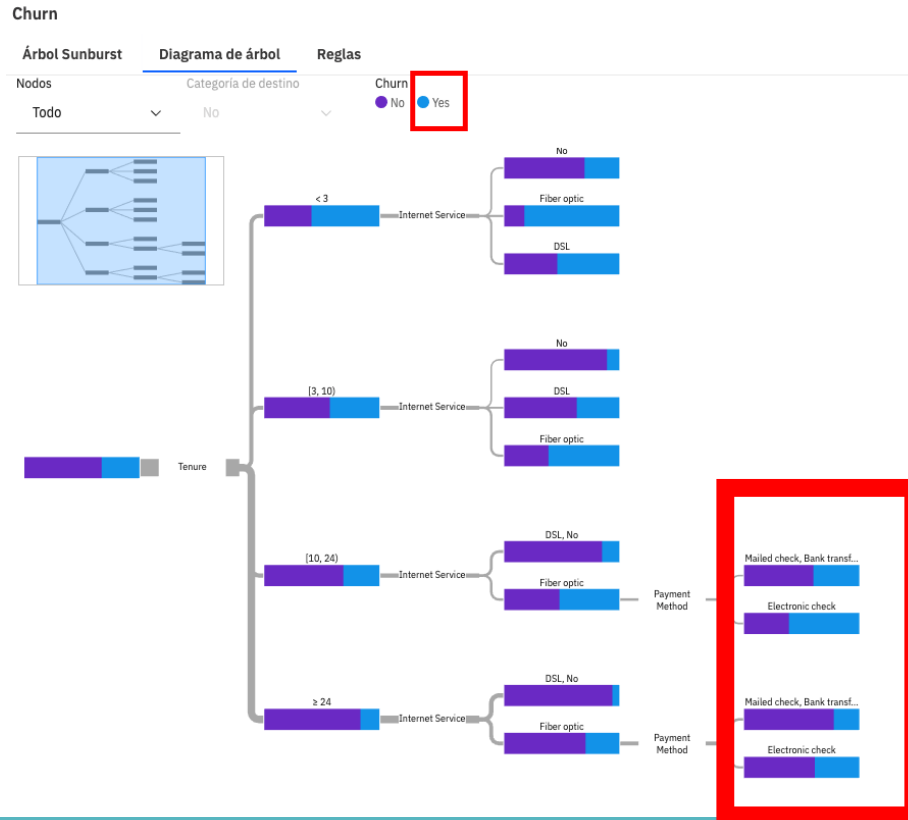 Churn
Árbol Sunburst Diagrama de árbol Reglas
Nodos Categoría de destino Churn
Todo No No Yes
No
< 3 Fiber optic
Internet Service
DSL
No
[3, 10) DSL
Internet Service
Fiber optic
Tenure
DSL, No
[10, 24) Mailed check, Bank transf...
Internet Service Fiber optic
Payment
Method
Electronic check
DSL, No
≥ 24 Mailed check, Bank transf...
Internet Service Fiber optic
Payment
Method
Electronic check